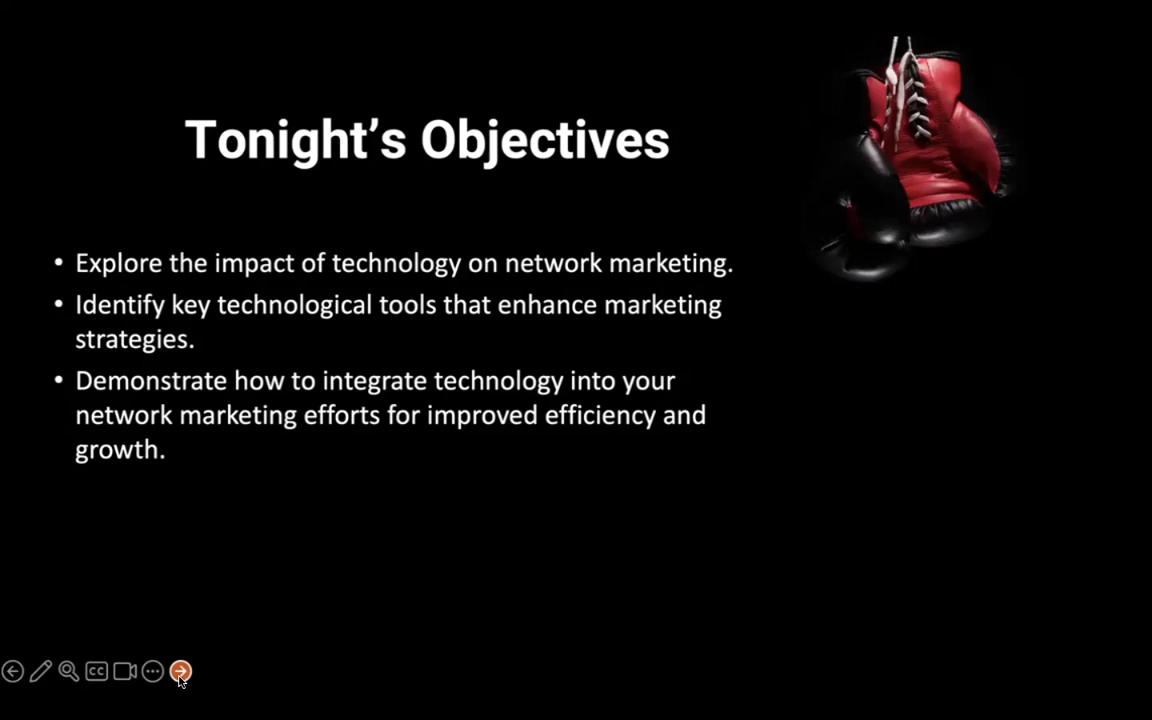 Tonight’s Objectives
• Explore the impact of technology on network marketing.
• Identify key technological tools that enhance marketing
strategies.
• Demonstrate how to integrate technology into your
network marketing efforts for improved efficiency and
growth.
CC